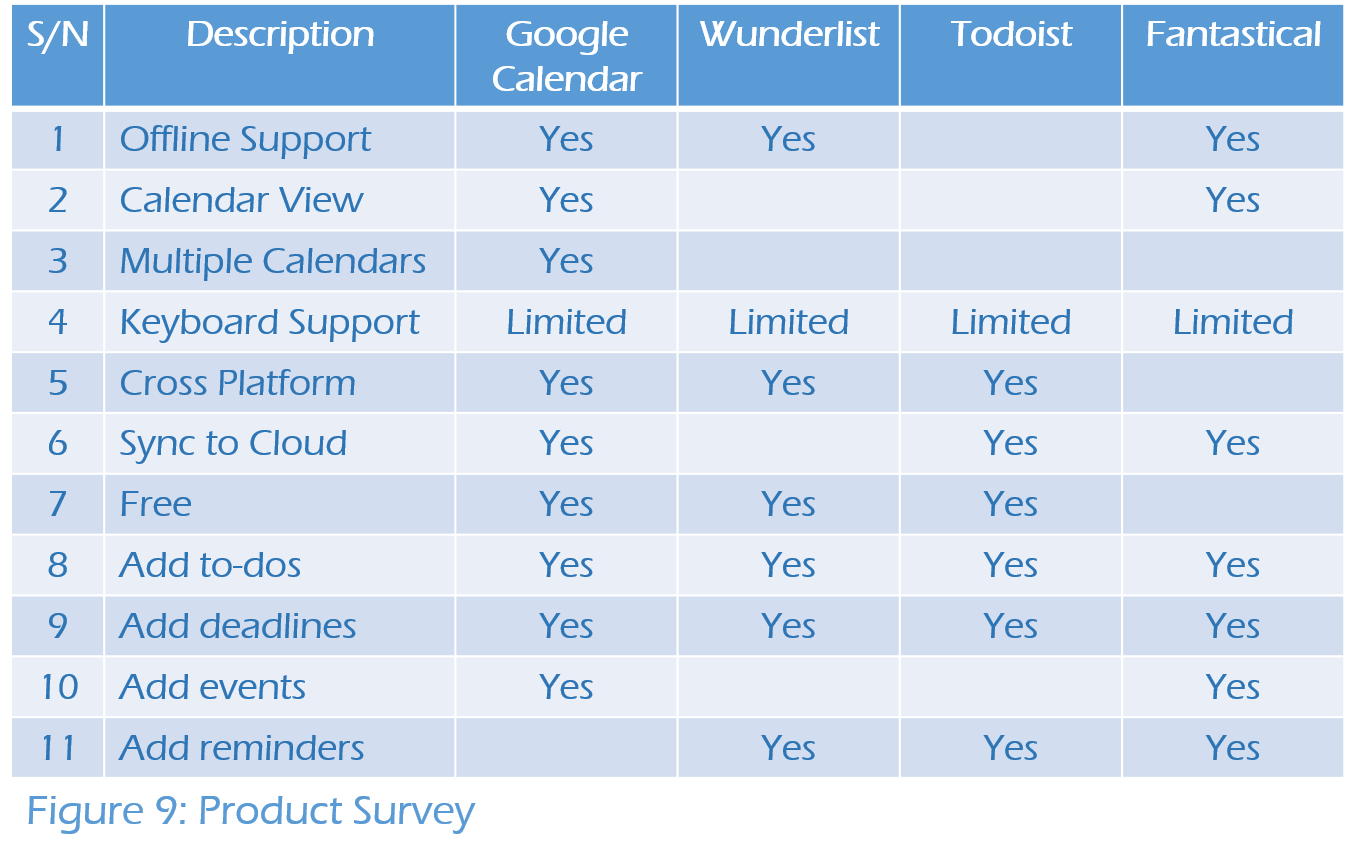 S/N Description Google Calendar Wunderlist Todoist Fantastical
1 Offline Support Yes Yes Yes
2 Calendar View Yes Yes
3 Multiple Calendars Yes
4 Keyboard Support Limited Limited Limited Limited
5 Cross Platform Yes Yes Yes
6 Sync to Cloud Yes Yes Yes
7 Free Yes Yes Yes
8 Add to-dos Yes Yes Yes Yes
9 Add deadlines Yes Yes Yes Yes
10 Add events Yes Yes
11 Add reminders Yes Yes Yes
Figure 9: Product Survey